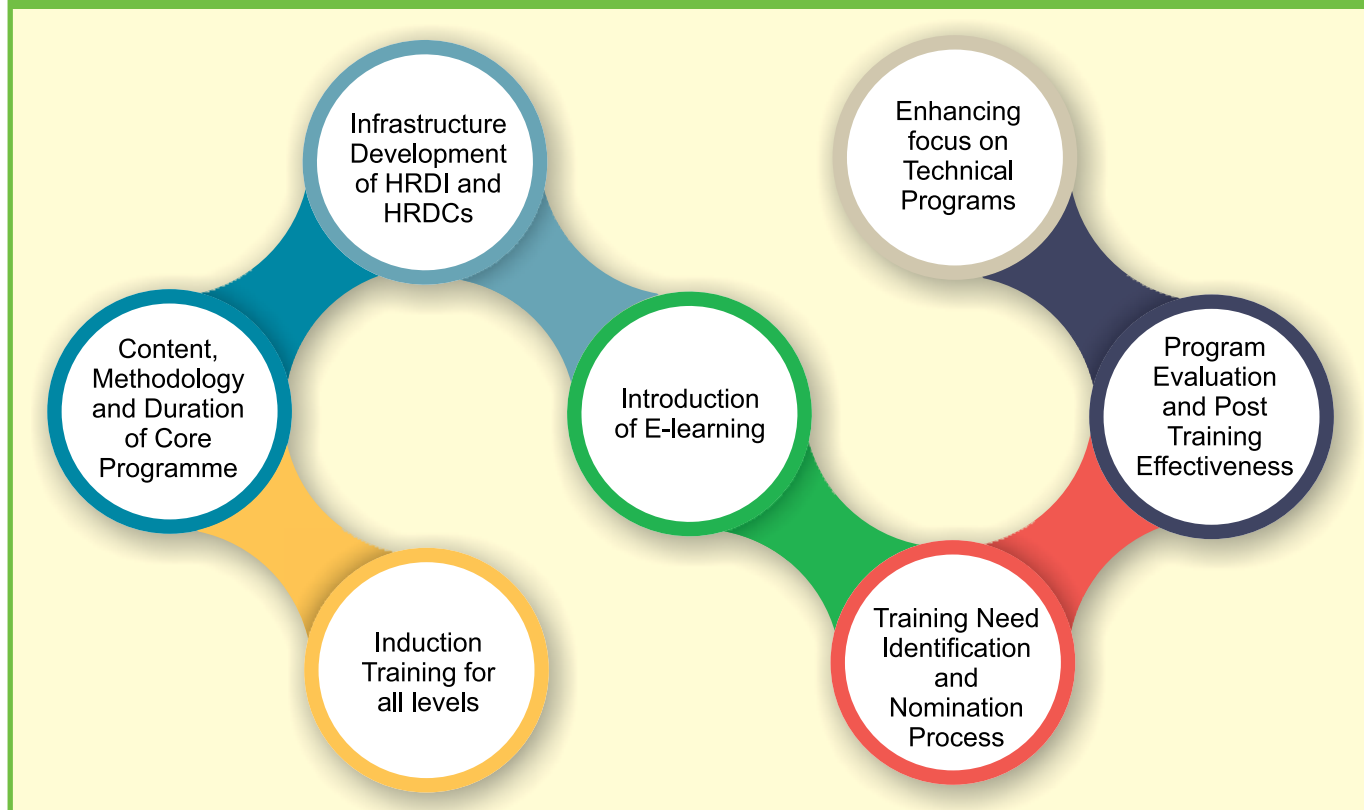 Infrastructure
Development
of HRDI and
HRDCs
Enhancing
focus on
Technical
Programs
Content,
Methodology
and Duration
of Core
Programme
Introduction
of E-learning
Program
Evaluation
and Post
Training
Effectiveness
Induction
Training for
all levels
Training Need
Identification
and
Nomination
Process